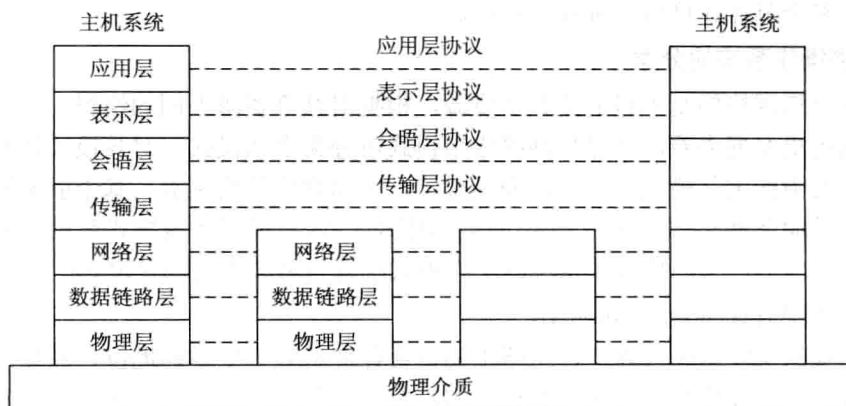 主机系统
主机系统
应用层协议
应用层
表示层协议
表示层
会晤层协议
会晤层
传输层协议
传输层
网络层
网络层
数据链路层
数据链路层
物理层
物理层
物理介质